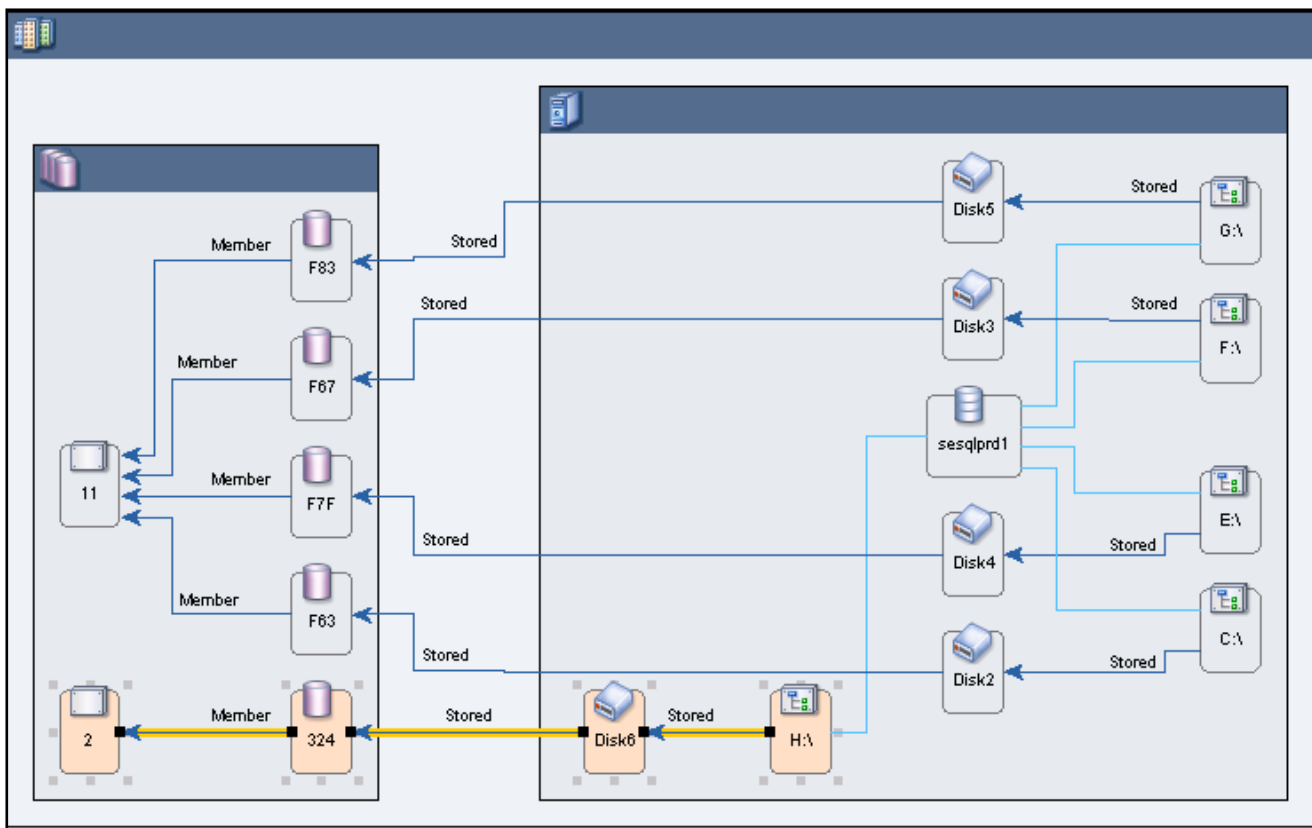 Stored
Disk5
G:\
Member
Stored
F83
Stored
Stored
Disk3
F:\
Member
F67
sesqlprd1
11
Member
F7F
E:\
Stored
Stored
Disk4
Member
F63
C:\
Stored
Stored
Disk2
Member
Stored
Stored
2
324
Disk6
H:\